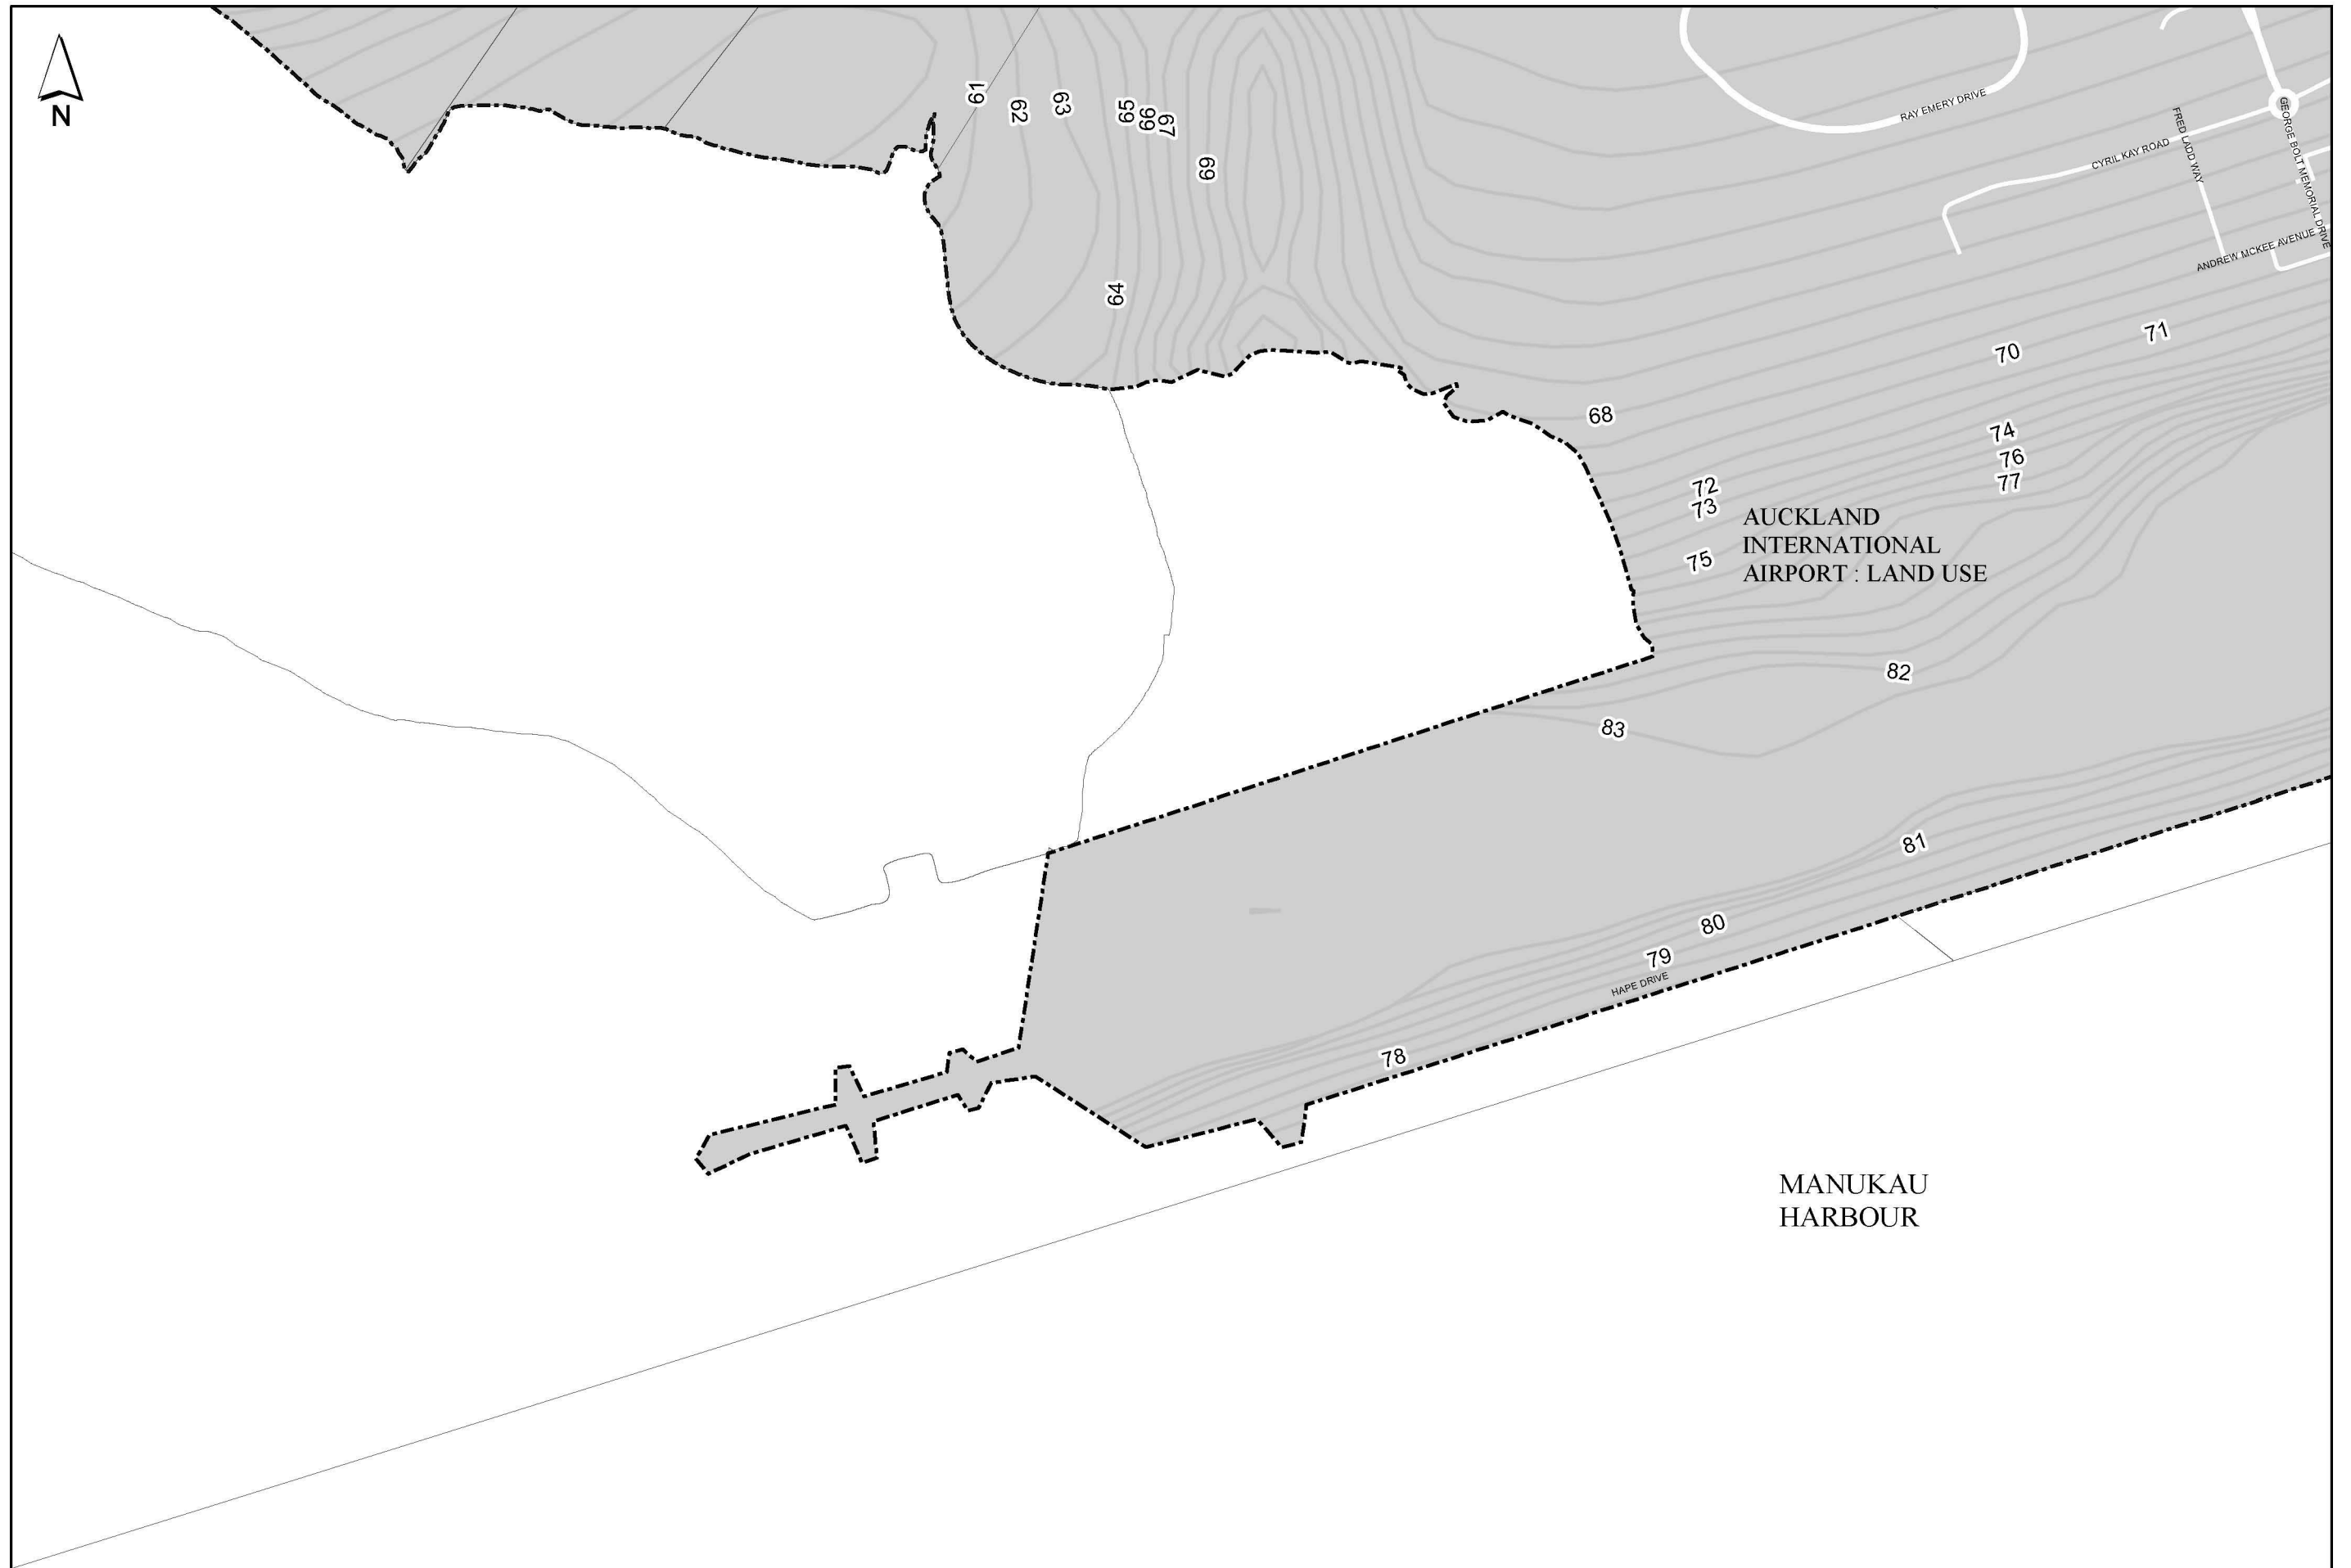 N
61
62
63
65
66
67
69
64
RAY EMERY DRIVE
CYRIL KAY ROAD
FRED LADD WAY
GEORGE BOLT MEMORIAL DRIVE
ANDREW MCKEE AVENUE
71
70
68
74
76
77
72
73
75
AUCKLAND
INTERNATIONAL
AIRPORT : LAND USE
82
83
81
80
79
HAPE DRIVE
78
MANUKAU
HARBOUR